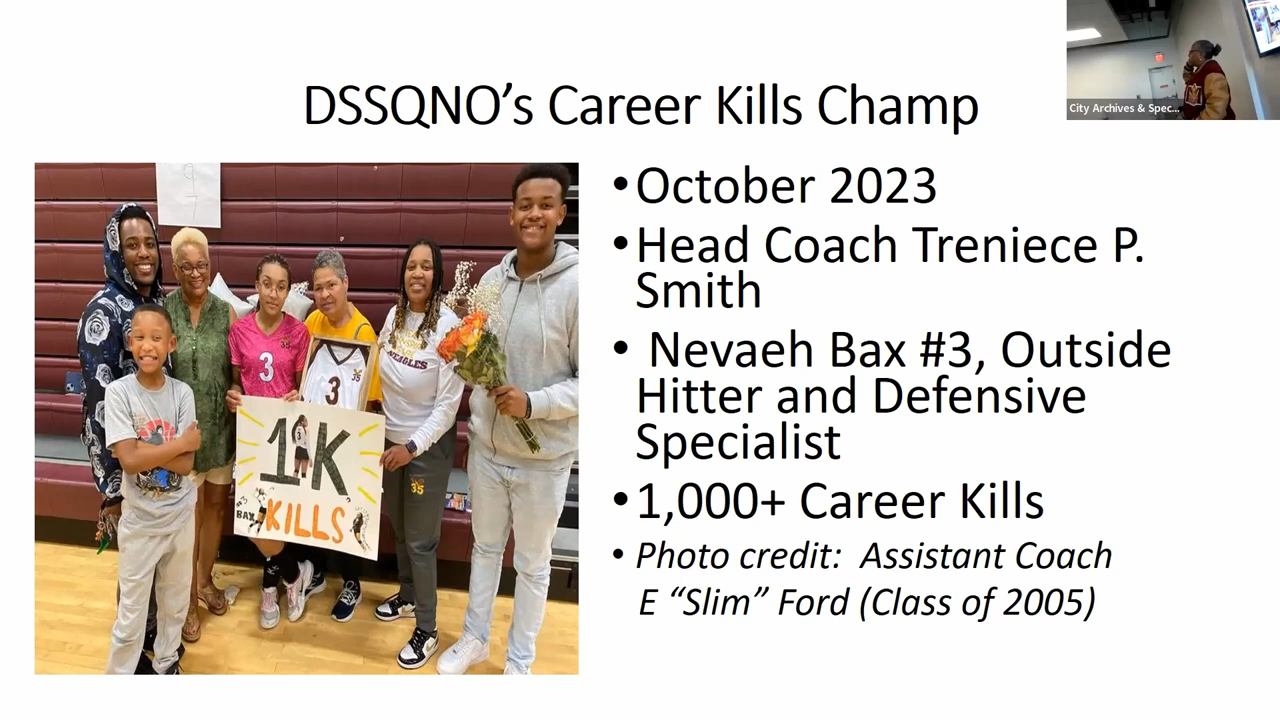 DSSQNO's Career Kills Champ
City Archives & Spec...
•October 2023
•Head Coach Treniece P.
Smith
• Nevaeh Bax #3, Outside
Hitter and Defensive
Specialist
•1,000+ Career Kills
•Photo credit: Assistant Coach
E “Slim” Ford (Class of 2005)
35
3
3
35
NEAGLES
1K
BAX KILLS
35